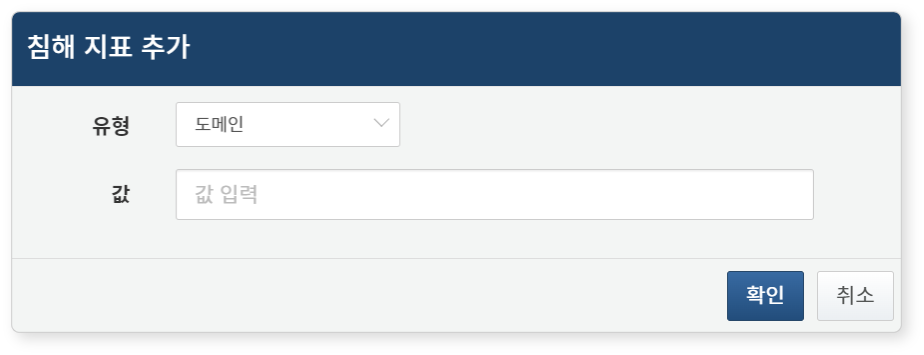 침해 지표 추가
유형 도메인
값 값 입력
확인 취소